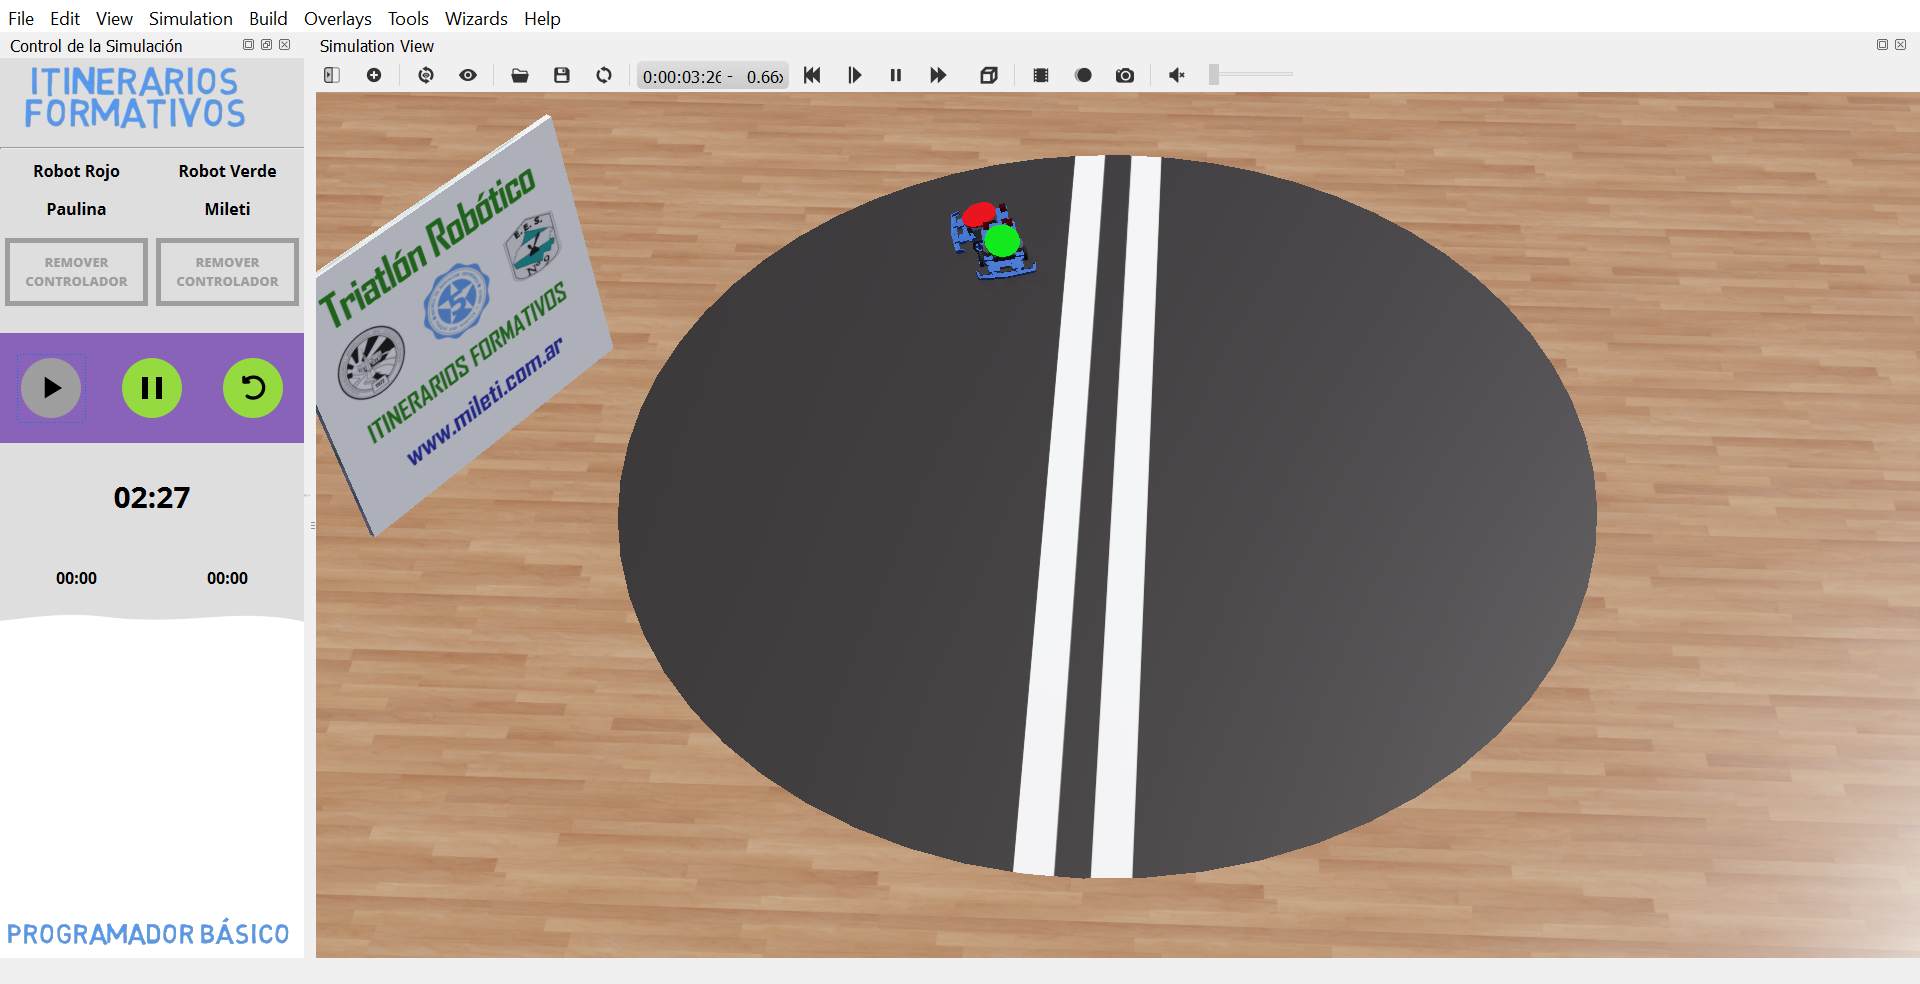 File Edit View Simulation Build Overlays Tools Wizards Help
Control de la Simulación
Simulation View
0:00:03:26 - 0.66x
ITINERARIOS
FORMATIVOS
Robot Rojo
Robot Verde
Paulina
Mileti
REMOVER
CONTROLADOR
REMOVER
CONTROLADOR
02:27
00:00
00:00
PROGRAMADOR BÁSICO
Triatlón Robótico
E. E. S.
N° 9
ITINERARIOS FORMATIVOS
www.mileti.com.ar